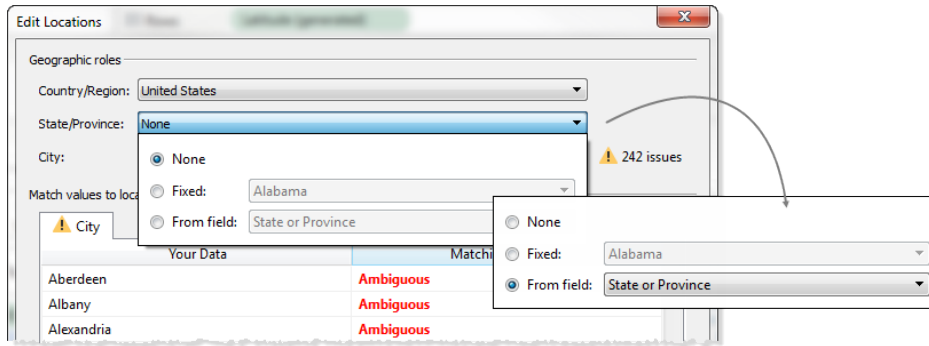 Edit Locations
Geographic roles
Country/Region: United States
State/Province: None
City:
None
242 issues
Fixed: Alabama
Match values to loca
From field: State or Province
City
None
Your Data
Matchi
Fixed: Alabama
Aberdeen Ambiguous
From field: State or Province
Albany Ambiguous
Alexandria Ambiguous